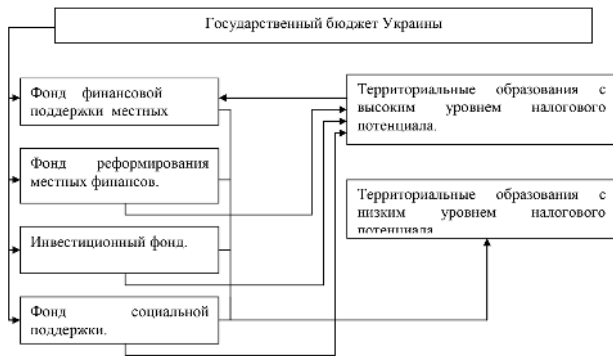 Государственный бюджет Украины
Фонд финансовой
поддержки местных
Территориальные образования с
высоким уровнем налогового
потенциала.
Фонд реформирования
местных финансов.
Территориальные образования с
низким уровнем налогового
потенциала
Инвестиционный фонд.
Фонд социальной
поддержки.